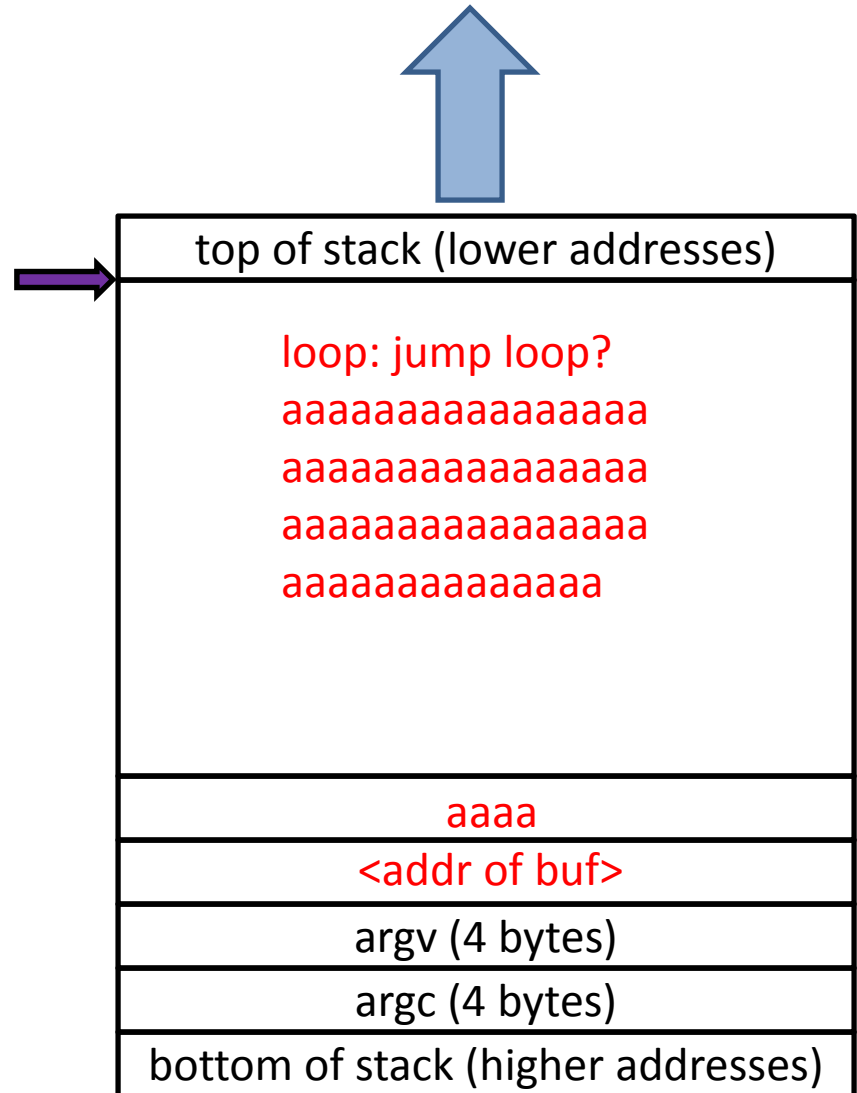 top of stack (lower addresses)
loop: jump loop?
aaaaaaaaaaaaaaaa
aaaaaaaaaaaaaaaa
aaaaaaaaaaaaaaaa
aaaaaaaaaaaaaa
aaaa
<addr of buf>
argv (4 bytes)
argc (4 bytes)
bottom of stack (higher addresses)